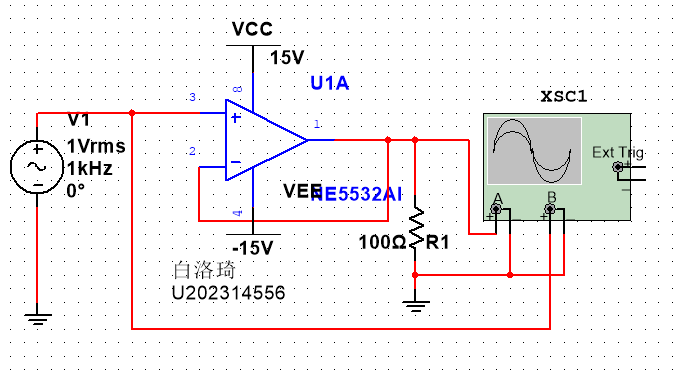 VCC
15V
U1A
8
3
1
2
4
V1
1Vrms
1kHz
0°
VEE
NE5532AI
-15V
XSC1
Ext Trig
A
B
100Ω
R1
白洛琦
U202314556